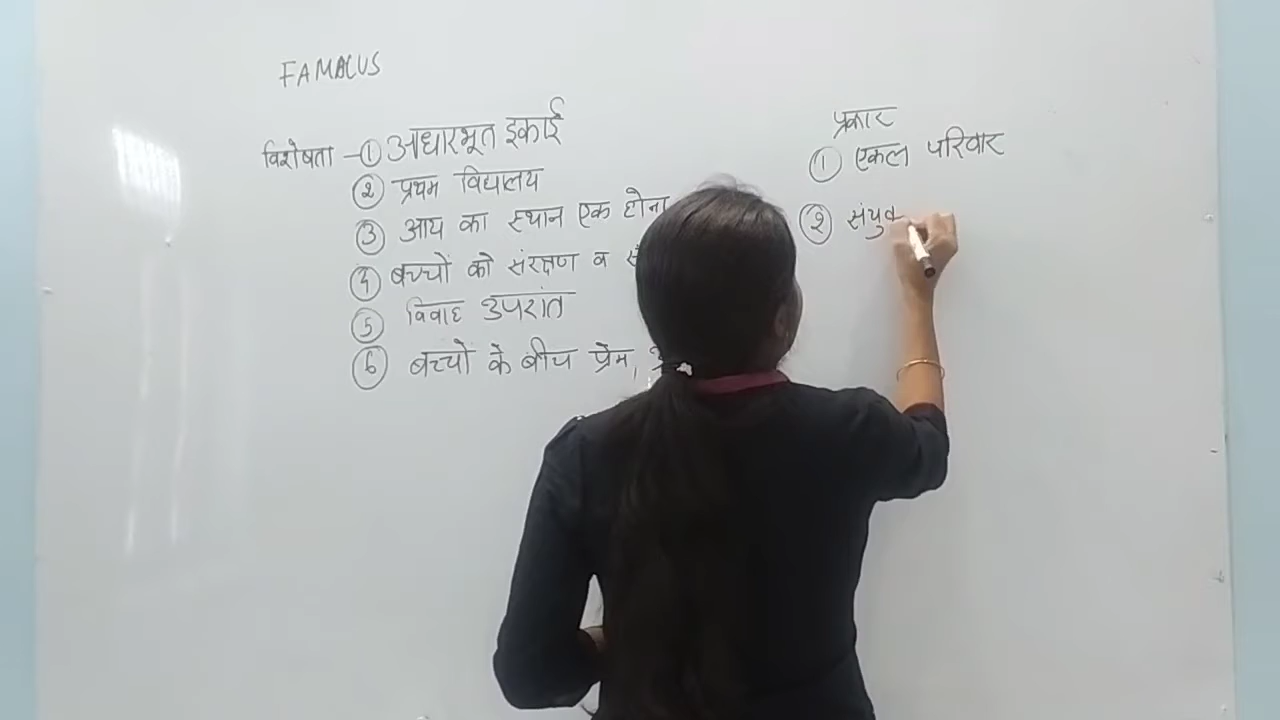 FAMALUS
विशेषता - ① आधारभूत इकाई
② प्रथम विद्यालय
③ आय का स्थान एक होना
④ बच्चों को संरक्षण व
⑤ विवाह उपरांत
⑥ बच्चों के बीच प्रेम,
प्रकार
① एकल परिवार
② संयुक